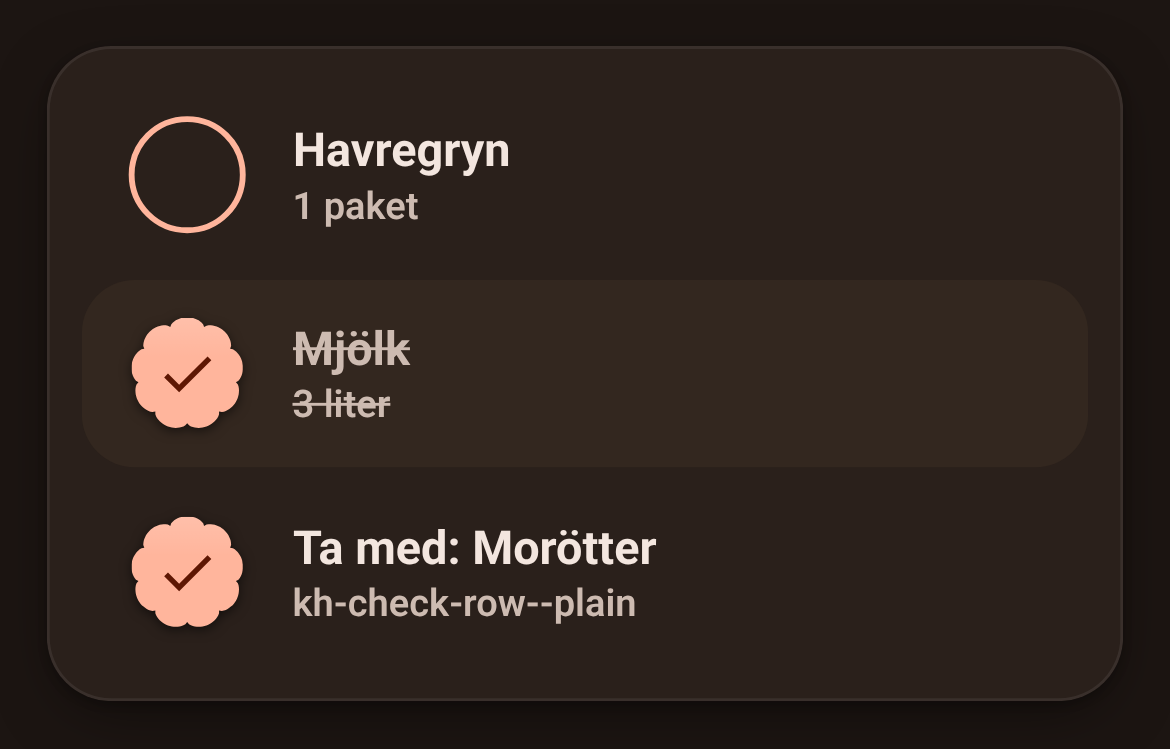 Havregryn
1 paket
Mjölk
3 liter
Ta med: Morötter
kh-check-row--plain